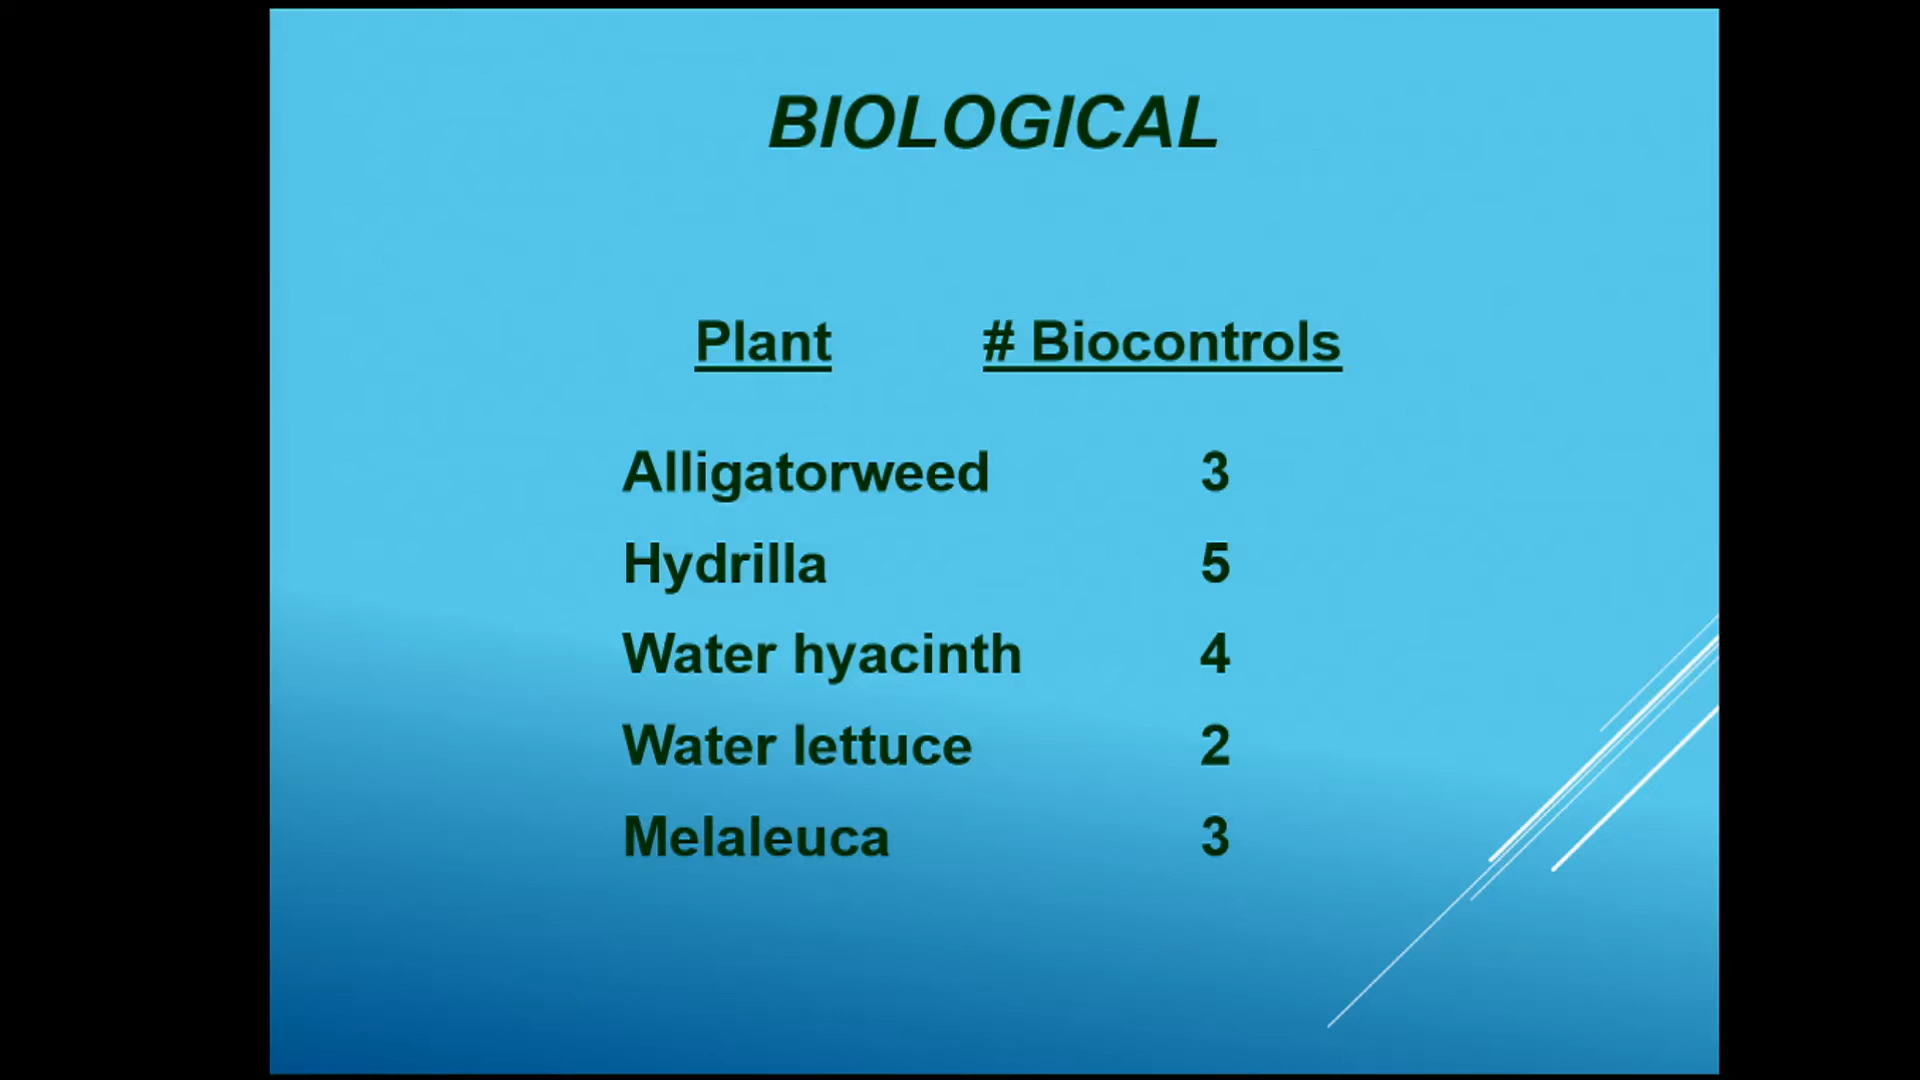 BIOLOGICAL
Plant # Biocontrols
Alligatorweed 3
Hydrilla 5
Water hyacinth 4
Water lettuce 2
Melaleuca 3